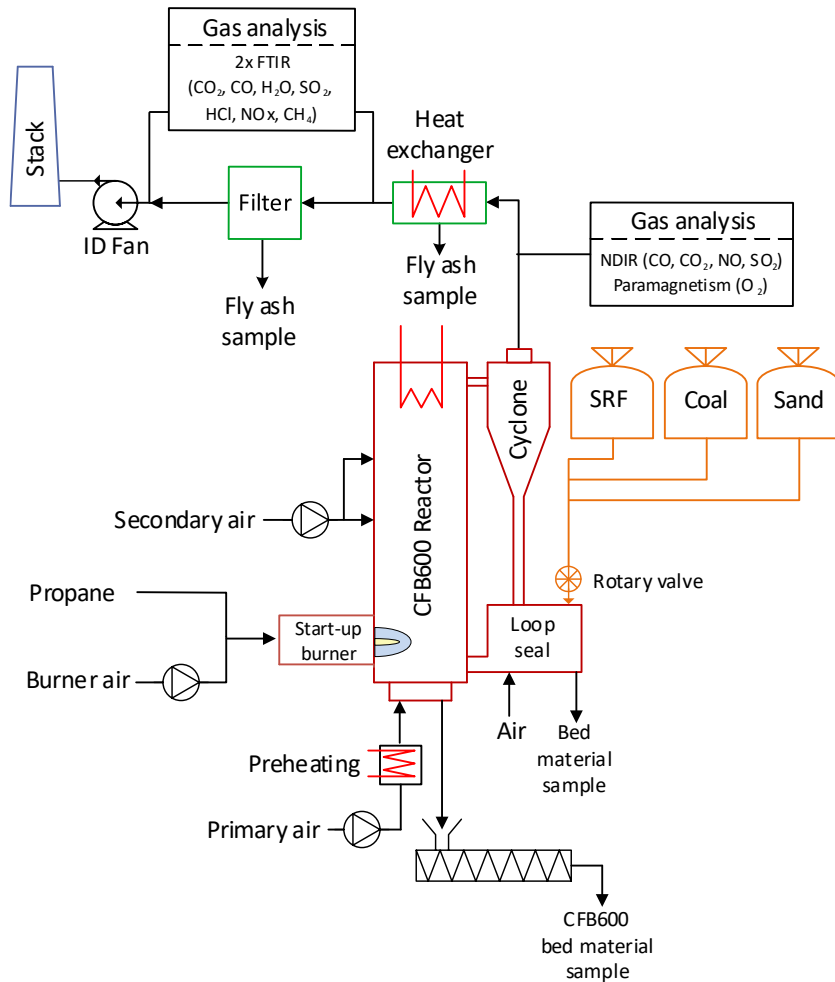 Gas analysis
2x FTIR
(CO₂, CO, H₂O, SO₂,
HCl, NOx, CH₄)
Stack
Heat
exchanger
Filter
ID Fan
Fly ash
sample
Fly ash
sample
Gas analysis
NDIR (CO, CO₂, NO, SO₂)
Paramagnetism (O₂)
SRF
Coal
Sand
Cyclone
CFB600 Reactor
Secondary air
Rotary valve
Propane
Start-up
burner
Loop
seal
Burner air
Air
Bed
material
sample
Preheating
Primary air
CFB600
bed material
sample